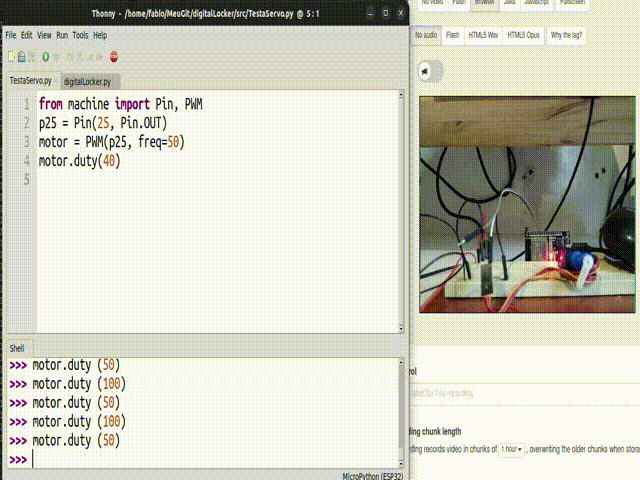 Thonny - /home/fabio/MeuGit/digitalLocker/src/TestaServo.py @ 5 : 1
File Edit View Run Tools Help
TestaServo.py digitalLocker.py
1 from machine import Pin, PWM
2 p25 = Pin(25, Pin.OUT)
3 motor = PWM(p25, freq=50)
4 motor.duty(40)
5
Shell
>>> motor.duty (50)
>>> motor.duty (100)
>>> motor.duty (50)
>>> motor.duty (100)
>>> motor.duty (50)
>>>
MicroPython (ESP32)
No video Flash Browser Java Javascript Fullscreen
No audio Flash HTML5 Wav HTML5 Opus Why the lag?
rol
label for this recording
ding chunk length
ding records video in chunks of 1 hour , overwriting the older chunks when stora